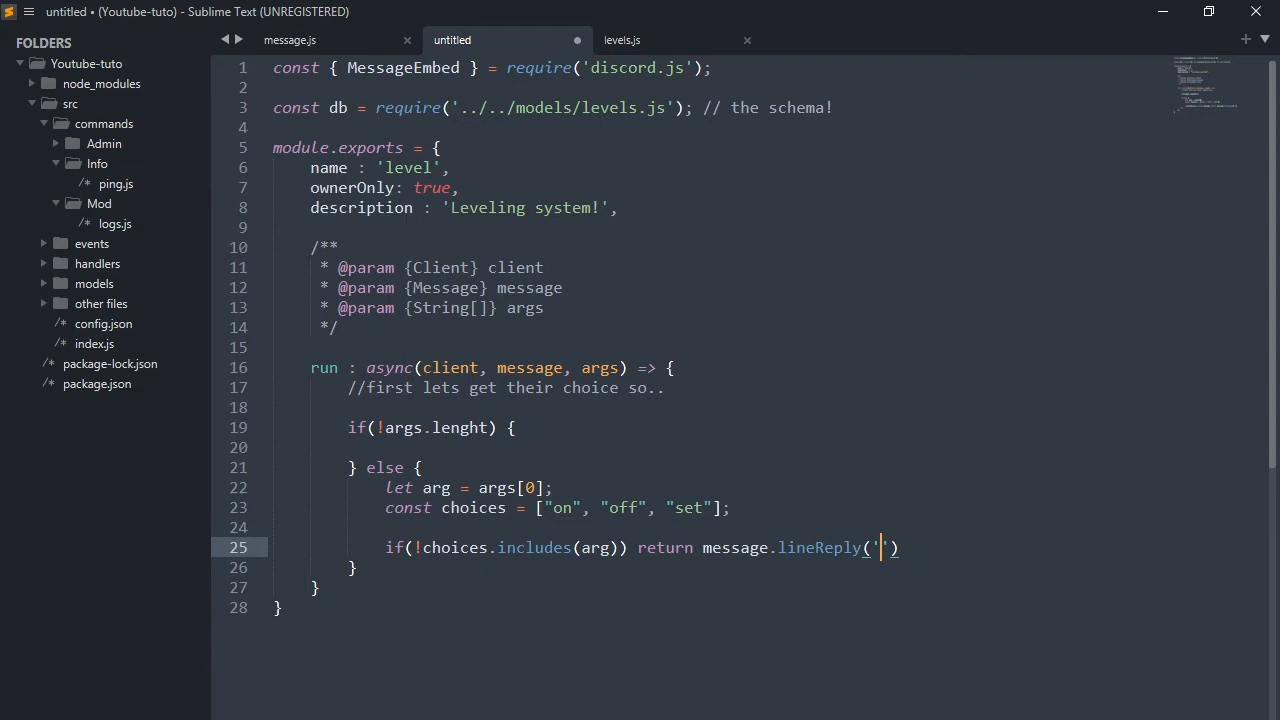 untitled • (Youtube-tuto) - Sublime Text (UNREGISTERED)
FOLDERS
Youtube-tuto
node_modules
src
commands
Admin
Info
/* ping.js
Mod
/* logs.js
events
handlers
models
other files
/* config.json
/* index.js
/* package-lock.json
/* package.json
message.js
untitled
levels.js
1 const { MessageEmbed } = require('discord.js');
2
3 const db = require('../../models/levels.js'); // the schema!
4
5 module.exports = {
6 name : 'level',
7 ownerOnly: true,
8 description : 'Leveling system!',
9
10 /**
11 * @param {Client} client
12 * @param {Message} message
13 * @param {String[]} args
14 */
15
16 run : async(client, message, args) => {
17 //first lets get their choice so..
18
19 if(!args.lenght) {
20
21 } else {
22 let arg = args[0];
23 const choices = ["on", "off", "set"];
24
25 if(!choices.includes(arg)) return message.lineReply('')
26 }
27 }
28 }